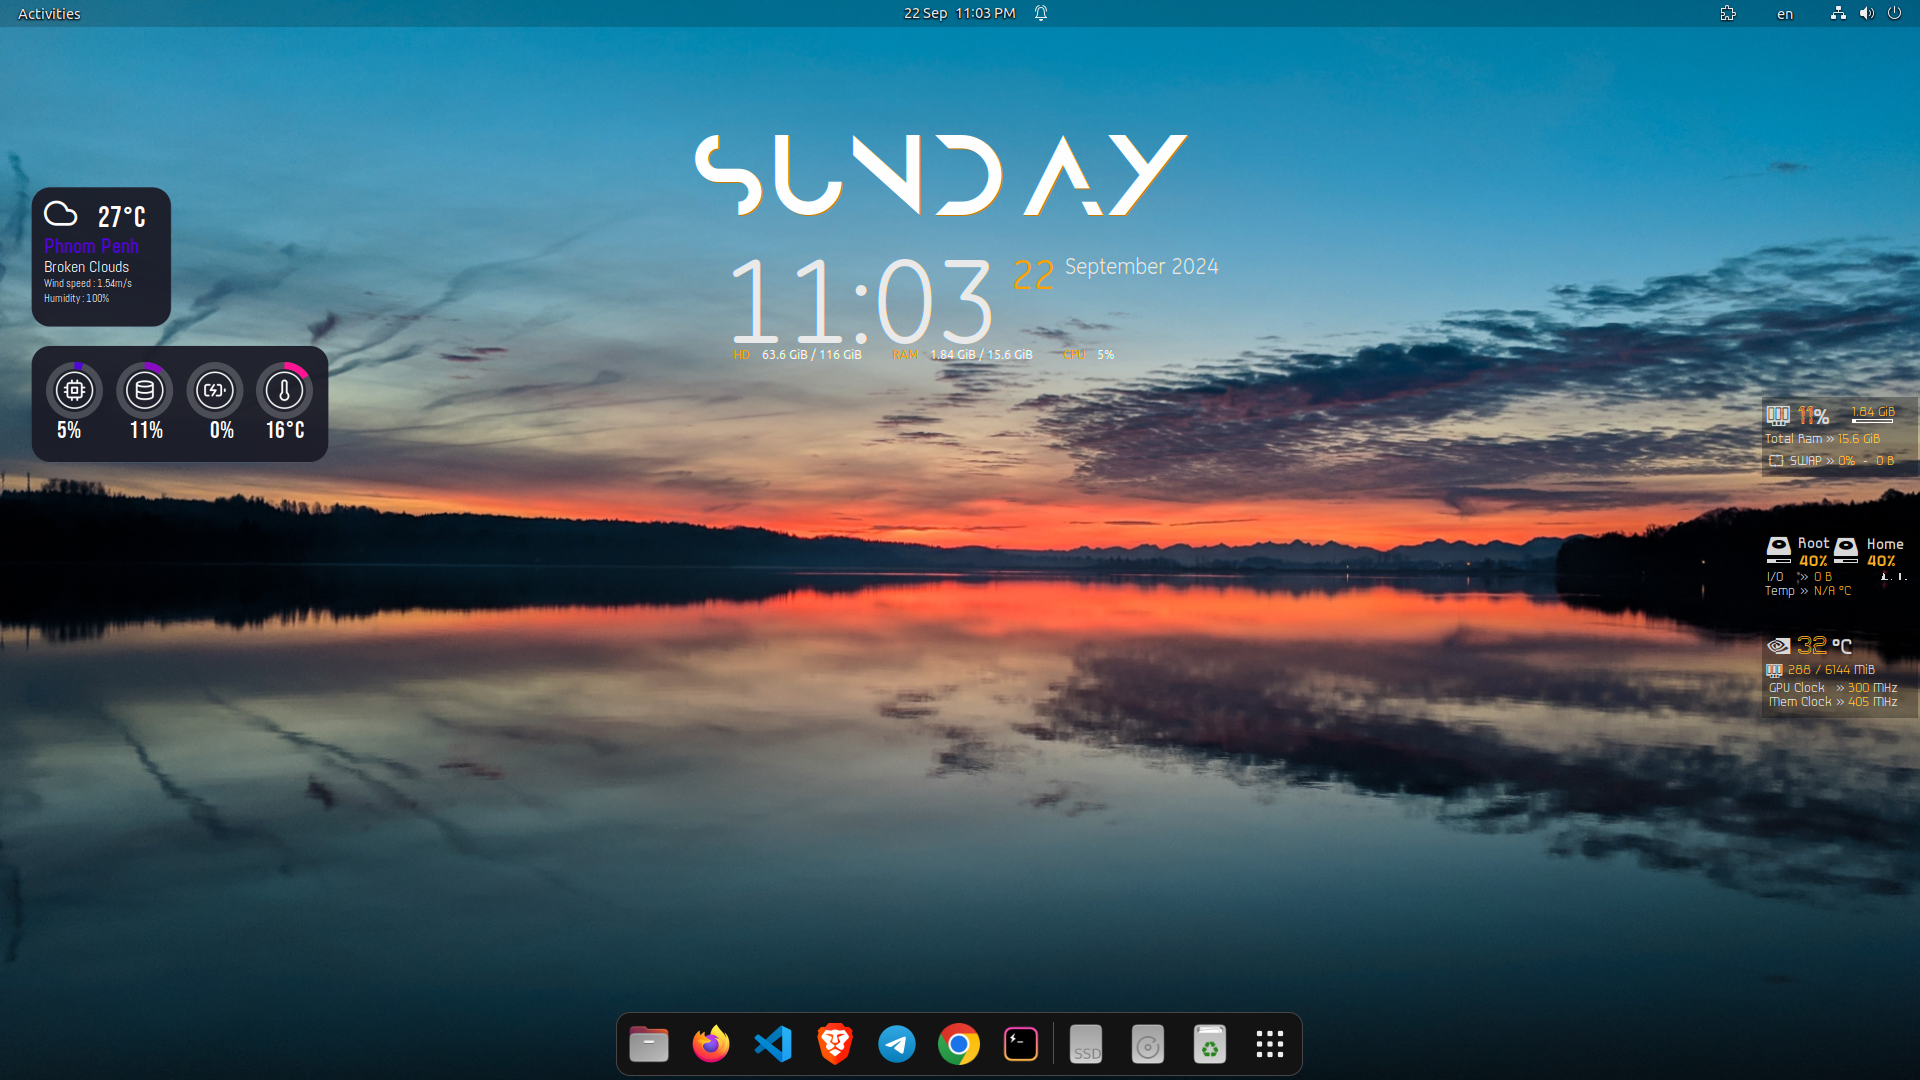 Activities
22 Sep 11:03 PM
en
SUNDAY
11:03 22 September 2024
HD 63.6 GiB / 116 GiB RAM 1.84 GiB / 15.6 GiB CPU 5%
27°C
Phnom Penh
Broken Clouds
Wind speed : 1.54m/s
Humidity : 100%
5% 11% 0% 16°C
11% 1.84 GiB
Total Ram » 15.6 GiB
SWAP » 0% - 0 B
Root Home
40% 40%
I/O » 0 B
Temp » N/A °C
32 °C
288 / 6144 MiB
GPU Clock » 300 MHz
Mem Clock » 405 MHz
SSD